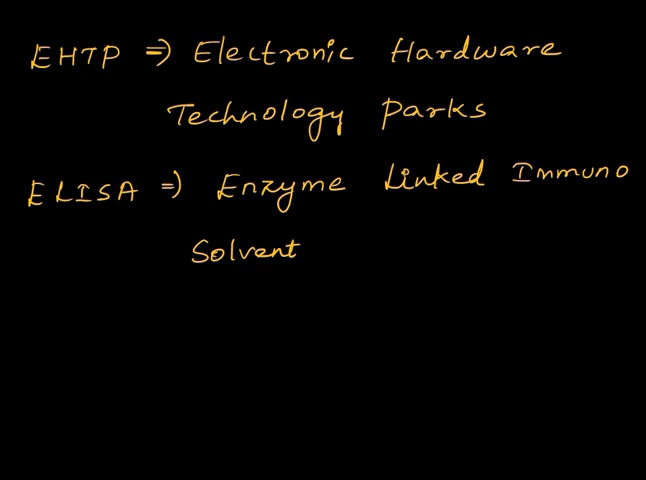 EHTP ⇒ Electronic Hardware
Technology Parks
ELISA ⇒ Enzyme Linked Immuno
Solvent